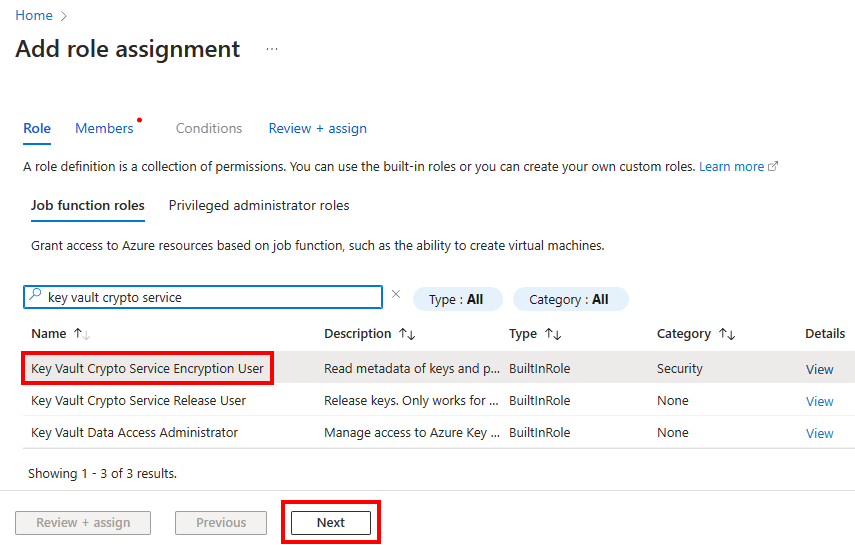 Home >
Add role assignment ...
Role Members Conditions Review + assign
A role definition is a collection of permissions. You can use the built-in roles or you can create your own custom roles. Learn more
Job function roles Privileged administrator roles
Grant access to Azure resources based on job function, such as the ability to create virtual machines.
key vault crypto service × Type : All Category : All
Name ↑↓ Description ↑↓ Type ↑↓ Category ↑↓ Details
Key Vault Crypto Service Encryption User Read metadata of keys and p... BuiltInRole Security View
Key Vault Crypto Service Release User Release keys. Only works for ... BuiltInRole None View
Key Vault Data Access Administrator Manage access to Azure Key ... BuiltInRole None View
Showing 1 - 3 of 3 results.
Review + assign Previous Next